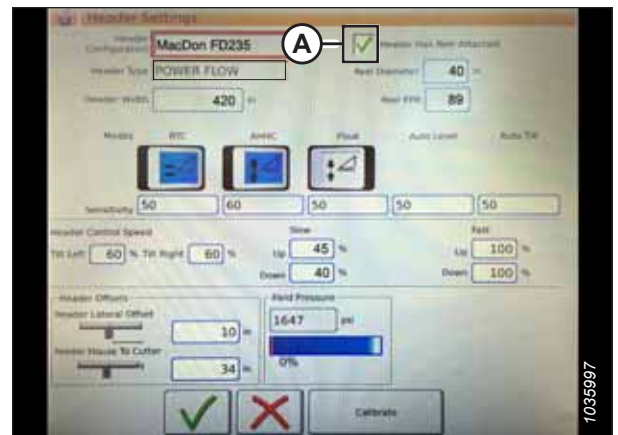 Header Settings
Header Configuration MacDon FD235 A Header Has Reel Attached
Header Type POWER FLOW Reel Diameter 40 in
Header Width 420 in Reel PPR 89
Modes RTC AHHC Float Auto Level Auto Tilt
Sensitivity 50 60 50 50 50
Header Control Speed Slow Fast
Tilt Left 60 % Tilt Right 60 % Up 45 % Up 100 %
Down 40 % Down 100 %
Header Offsets Field Pressure
Header Lateral Offset 1647 psi
10 in
Feeder House To Cutter 0%
34 in
Calibrate
1035997